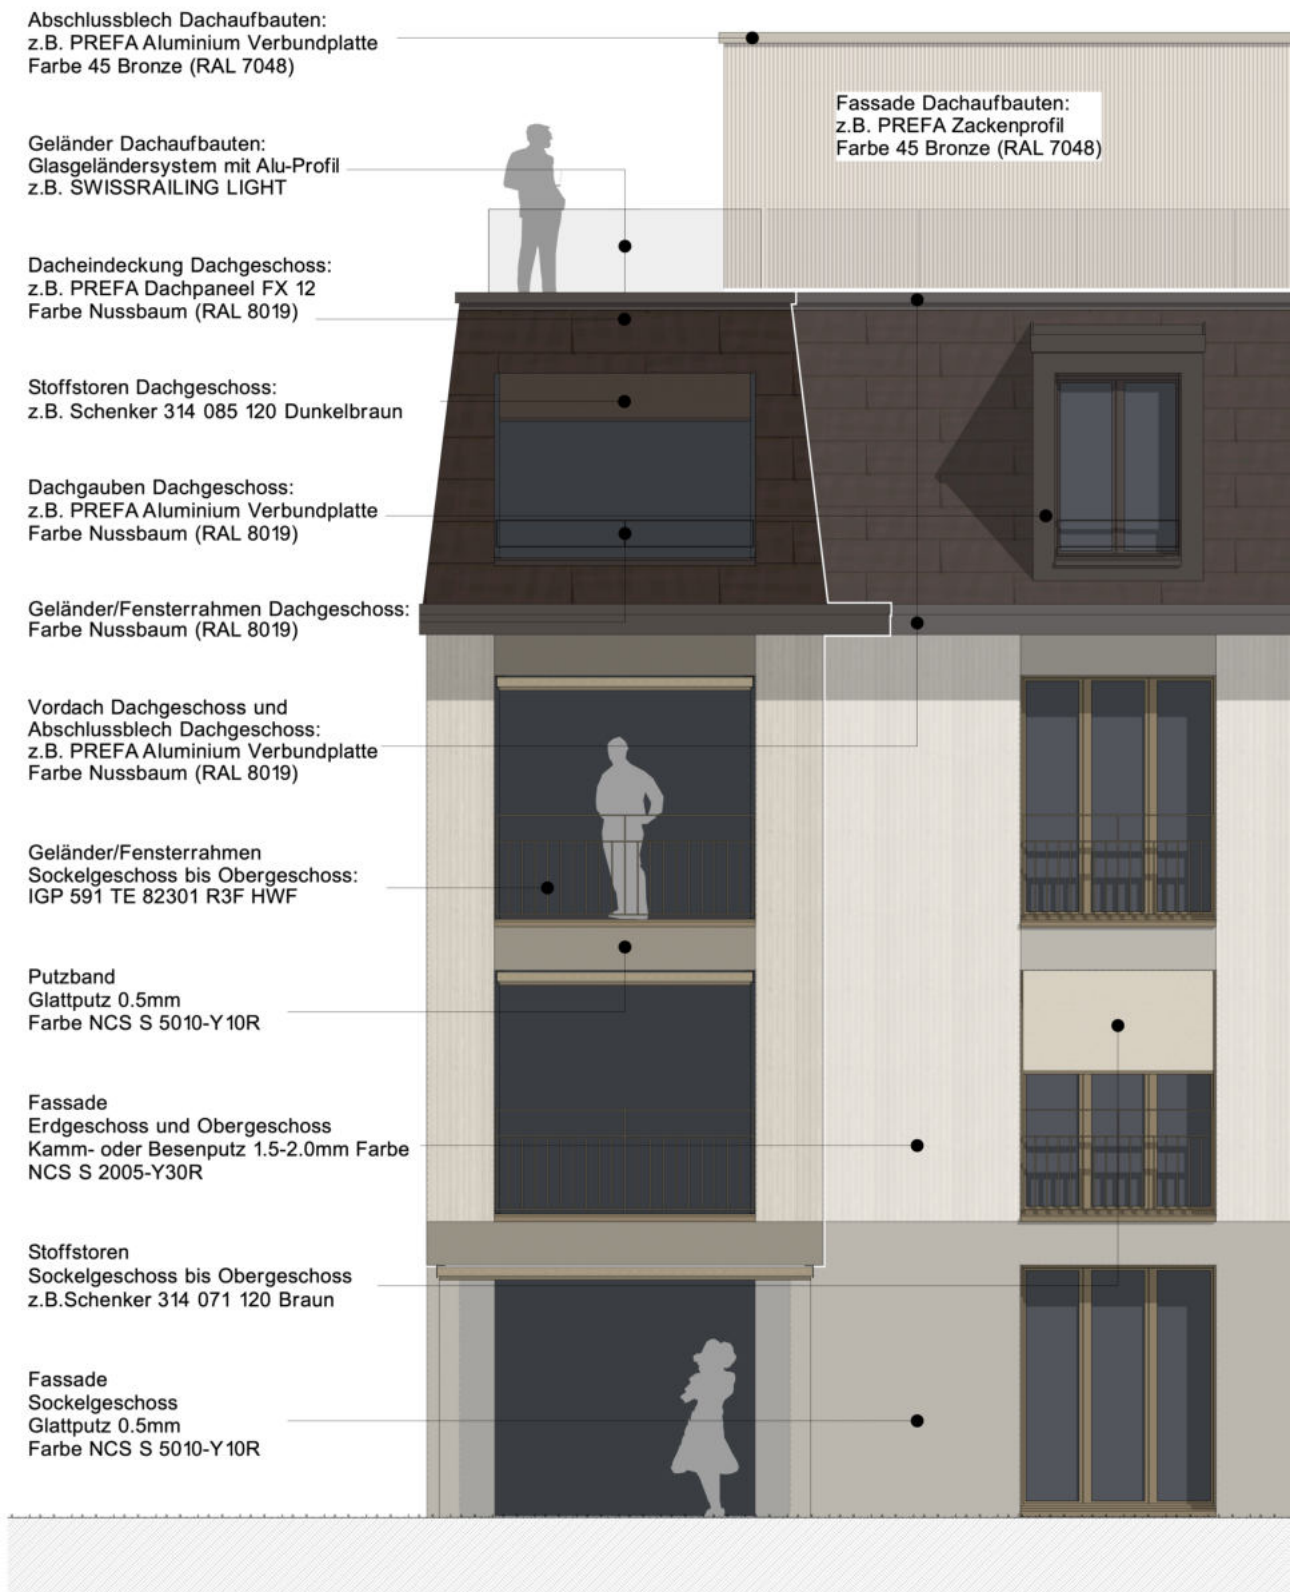 Abschlussblech Dachaufbauten:
z.B. PREFA Aluminium Verbundplatte
Farbe 45 Bronze (RAL 7048)
Fassade Dachaufbauten:
z.B. PREFA Zackenprofil
Farbe 45 Bronze (RAL 7048)
Geländer Dachaufbauten:
Glasgeländersystem mit Alu-Profil
z.B. SWISSRAILING LIGHT
Dacheindeckung Dachgeschoss:
z.B. PREFA Dachpaneel FX 12
Farbe Nussbaum (RAL 8019)
Stoffstoren Dachgeschoss:
z.B. Schenker 314 085 120 Dunkelbraun
Dachgauben Dachgeschoss:
z.B. PREFA Aluminium Verbundplatte
Farbe Nussbaum (RAL 8019)
Geländer/Fensterrahmen Dachgeschoss:
Farbe Nussbaum (RAL 8019)
Vordach Dachgeschoss und
Abschlussblech Dachgeschoss:
z.B. PREFA Aluminium Verbundplatte
Farbe Nussbaum (RAL 8019)
Geländer/Fensterrahmen
Sockelgeschoss bis Obergeschoss:
IGP 591 TE 82301 R3F HWF
Putzband
Glattputz 0.5mm
Farbe NCS S 5010-Y10R
Fassade
Erdgeschoss und Obergeschoss
Kamm- oder Besenputz 1.5-2.0mm Farbe
NCS S 2005-Y30R
Stoffstoren
Sockelgeschoss bis Obergeschoss
z.B.Schenker 314 071 120 Braun
Fassade
Sockelgeschoss
Glattputz 0.5mm
Farbe NCS S 5010-Y10R